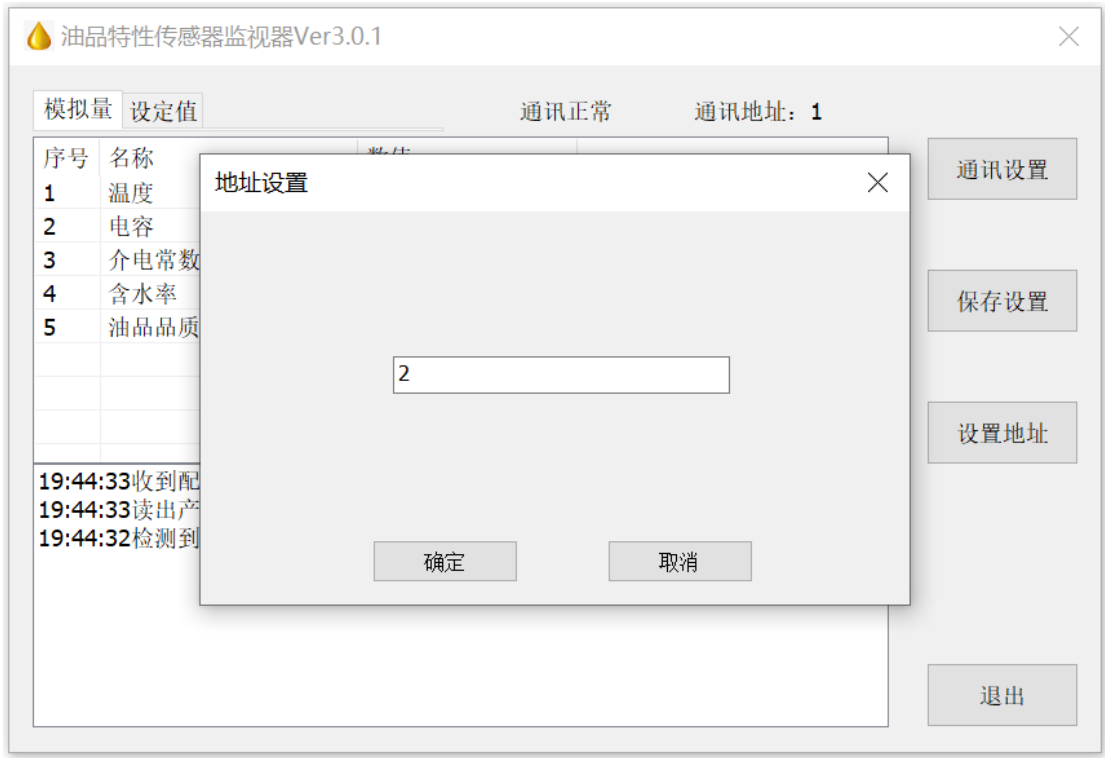 油品特性传感器监视器Ver3.0.1
模拟量 设定值 通讯正常 通讯地址：1
序号 名称
1 温度
2 电容
3 介电常数
4 含水率
5 油品品质
地址设置
2
确定 取消
19:44:33收到配
19:44:33读出产
19:44:32检测到
通讯设置
保存设置
设置地址
退出